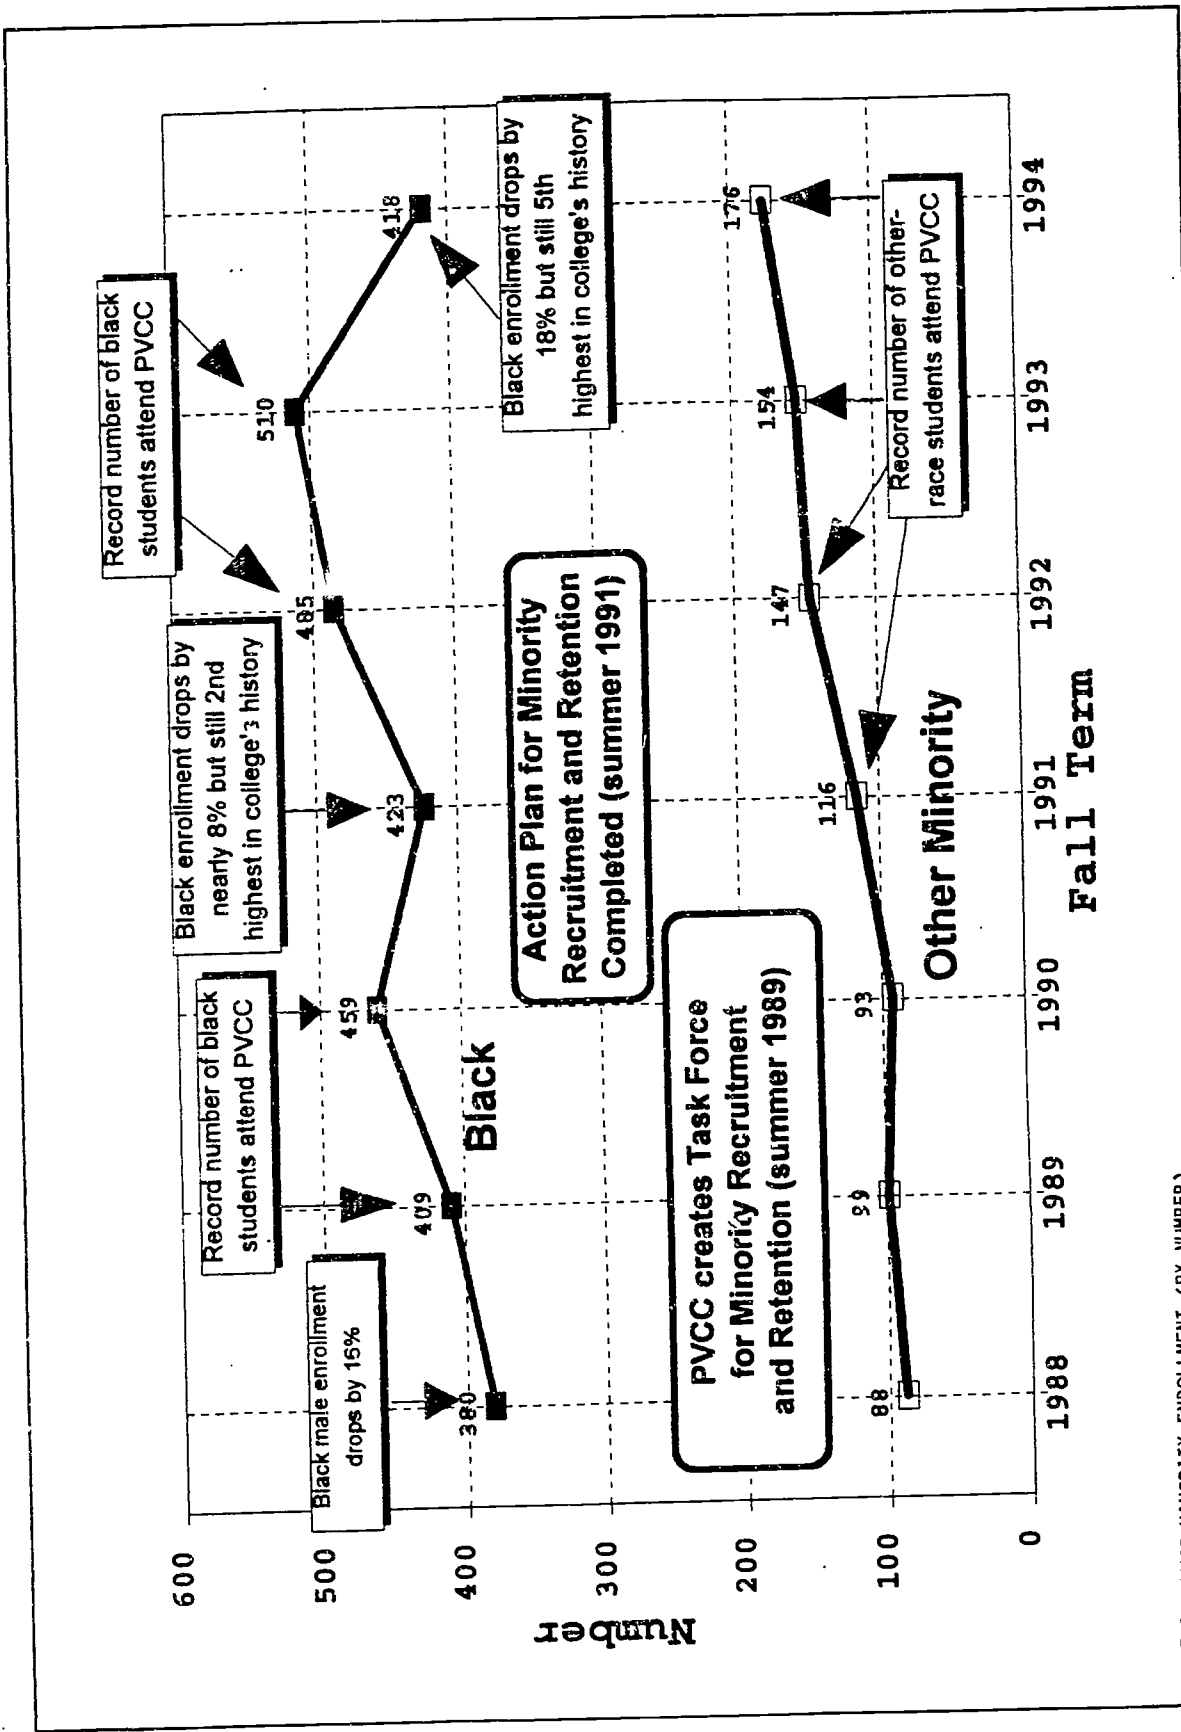 Record number of black
students attend PVCC
Black enrollment drops by
nearly 8% but still 2nd
highest in college's history
Record number of black
students attend PVCC
Black male enrollment
drops by 15%
600
500
400
300
200
100
0
Number
380
409
459
423
485
510
418
Black
Black enrollment drops by
18% but still 5th
highest in college's history
Action Plan for Minority
Recruitment and Retention
Completed (summer 1991)
PVCC creates Task Force
for Minority Recruitment
and Retention (summer 1989)
88
99
93
116
147
154
176
Other Minority
Record number of other-
race students attend PVCC
1988
1989
1990
1991
1992
1993
1994
Fall Term